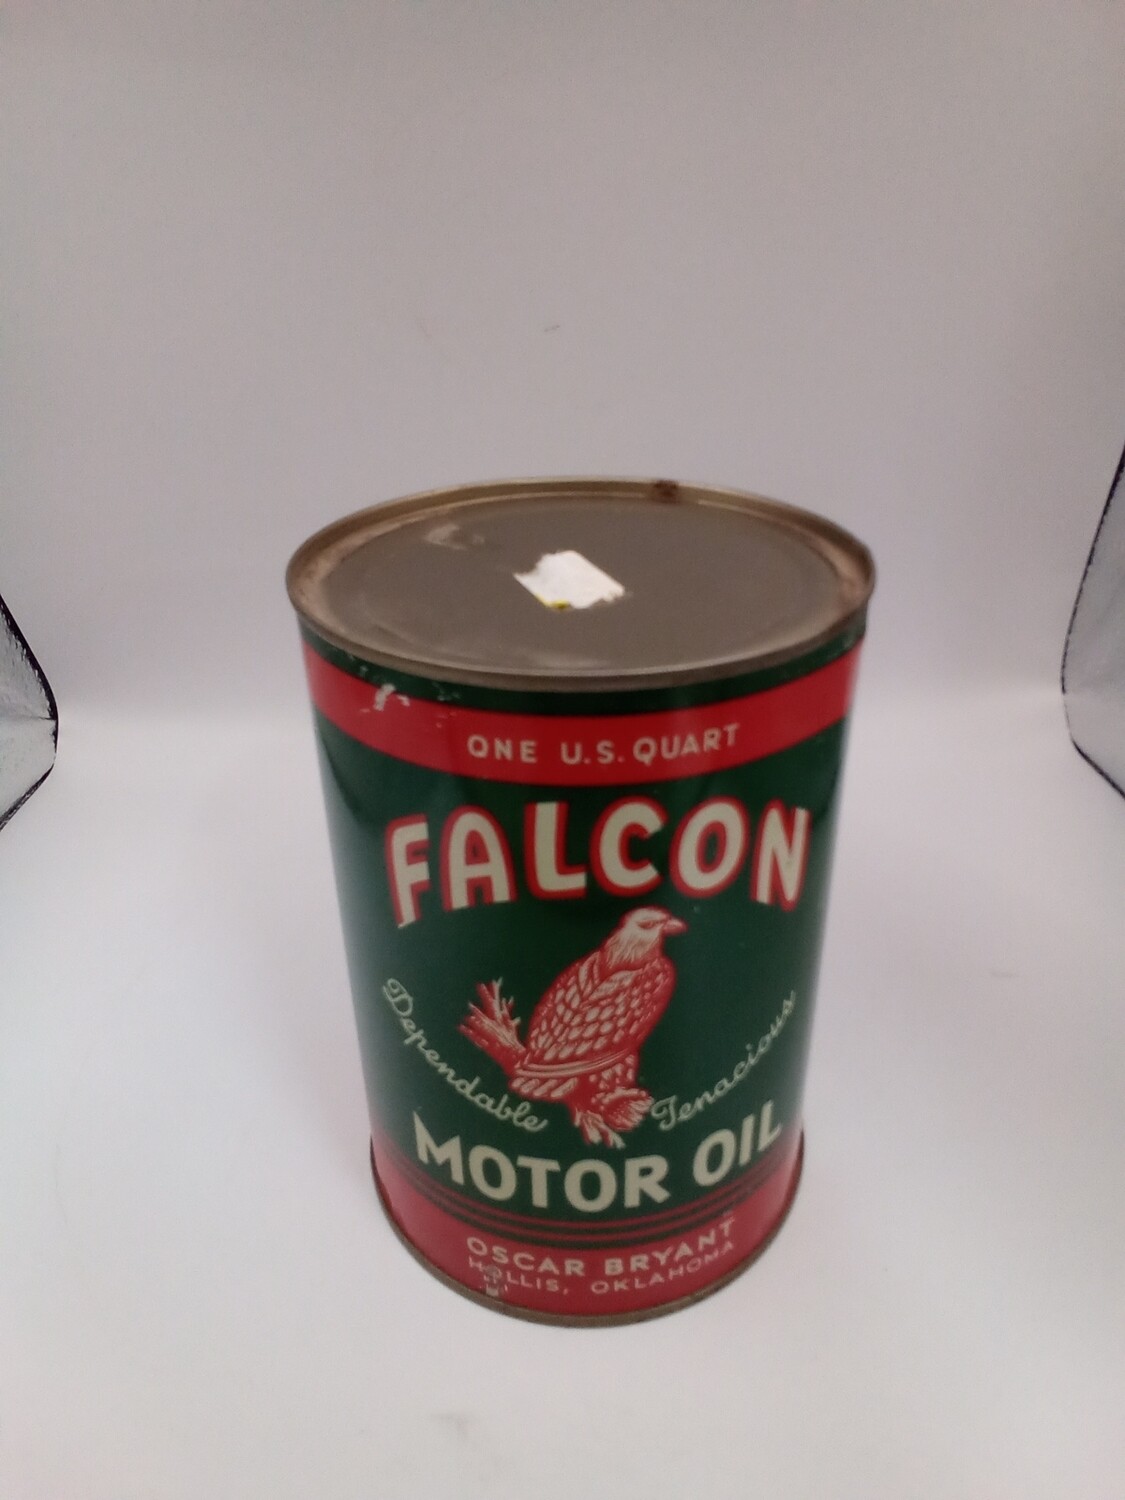 ONE U.S. QUART
FALCON
Dependable Tenacious
MOTOR OIL
OSCAR BRYANT
HOLLIS, OKLAHOMA